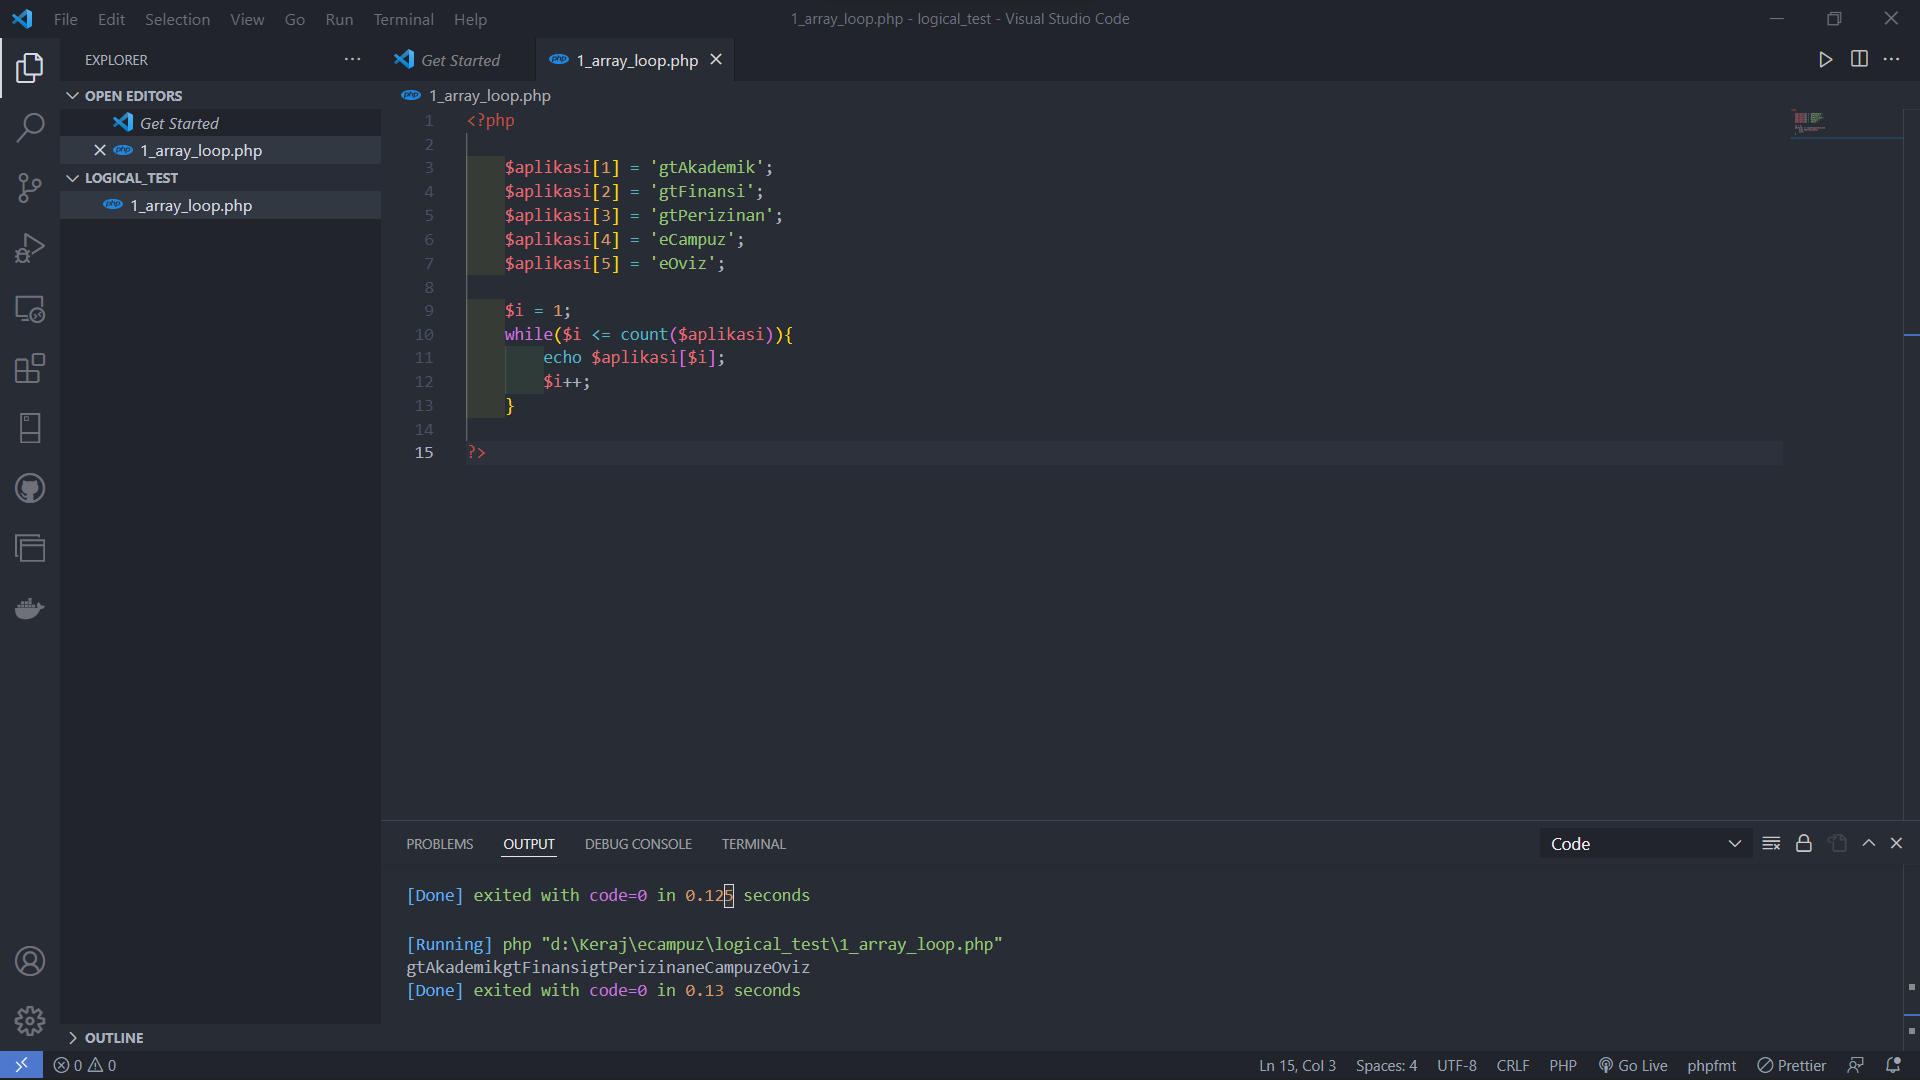 File Edit Selection View Go Run Terminal Help
1_array_loop.php - logical_test - Visual Studio Code
EXPLORER
Get Started
1_array_loop.php
OPEN EDITORS
Get Started
1_array_loop.php
LOGICAL_TEST
1_array_loop.php
OUTLINE
1_array_loop.php
1 <?php
2
3 $aplikasi[1] = 'gtAkademik';
4 $aplikasi[2] = 'gtFinansi';
5 $aplikasi[3] = 'gtPerizinan';
6 $aplikasi[4] = 'eCampuz';
7 $aplikasi[5] = 'eOviz';
8
9 $i = 1;
10 while($i <= count($aplikasi)){
11 echo $aplikasi[$i];
12 $i++;
13 }
14
15 ?>
PROBLEMS OUTPUT DEBUG CONSOLE TERMINAL
Code
[Done] exited with code=0 in 0.125 seconds
[Running] php "d:\Keraj\ecampuz\logical_test\1_array_loop.php"
gtAkademikgtFinansigtPerizinaneCampuzeOviz
[Done] exited with code=0 in 0.13 seconds
0 0
Ln 15, Col 3 Spaces: 4 UTF-8 CRLF PHP Go Live phpfmt Prettier